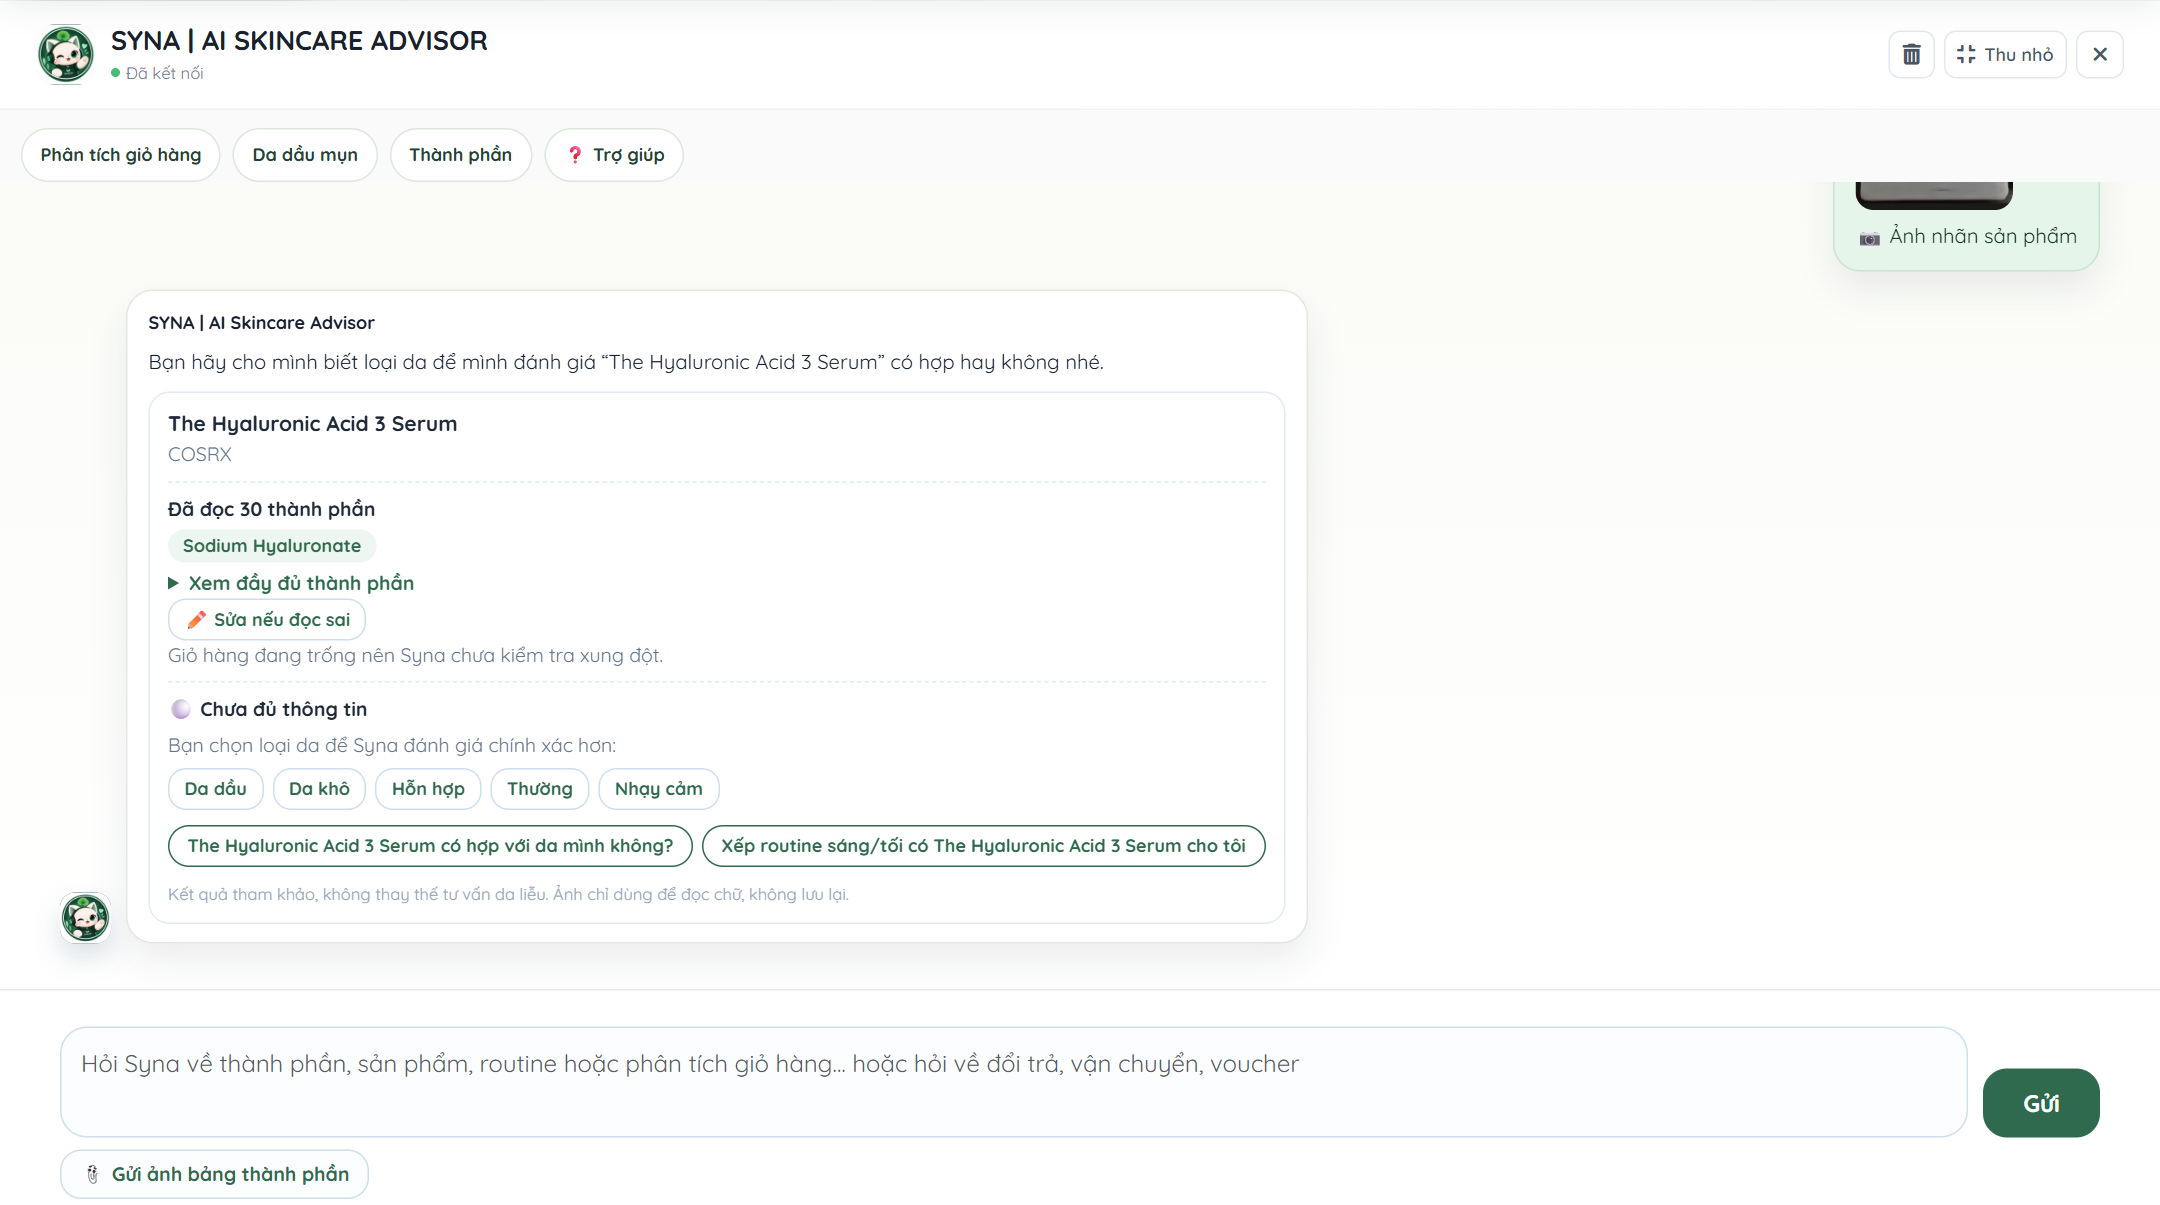 SYNA | AI SKINCARE ADVISOR
Đã kết nối
Thu nhỏ
Phân tích giỏ hàng
Da dầu mụn
Thành phần
❓ Trợ giúp
📷 Ảnh nhãn sản phẩm
SYNA | AI Skincare Advisor
Bạn hãy cho mình biết loại da để mình đánh giá “The Hyaluronic Acid 3 Serum” có hợp hay không nhé.
The Hyaluronic Acid 3 Serum
COSRX
Đã đọc 30 thành phần
Sodium Hyaluronate
▶ Xem đầy đủ thành phần
✏️ Sửa nếu đọc sai
Giỏ hàng đang trống nên Syna chưa kiểm tra xung đột.
Chưa đủ thông tin
Bạn chọn loại da để Syna đánh giá chính xác hơn:
Da dầu
Da khô
Hỗn hợp
Thường
Nhạy cảm
The Hyaluronic Acid 3 Serum có hợp với da mình không?
Xếp routine sáng/tối có The Hyaluronic Acid 3 Serum cho tôi
Kết quả tham khảo, không thay thế tư vấn da liễu. Ảnh chỉ dùng để đọc chữ, không lưu lại.
Hỏi Syna về thành phần, sản phẩm, routine hoặc phân tích giỏ hàng... hoặc hỏi về đổi trả, vận chuyển, voucher
Gửi
Gửi ảnh bảng thành phần